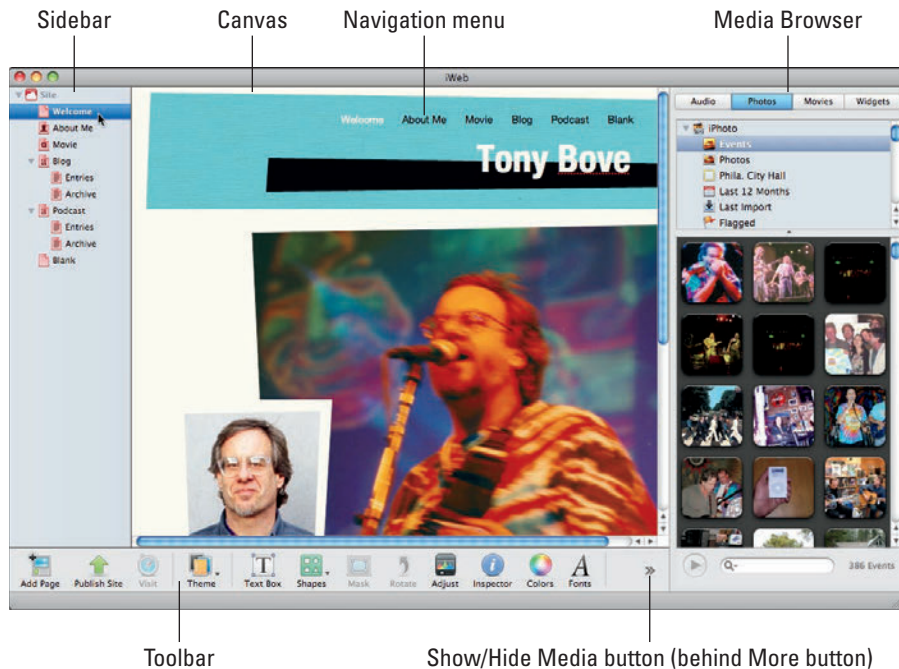 Sidebar
Canvas
Navigation menu
Media Browser
iWeb
Site
Welcome
About Me
Movie
Blog
Entries
Archive
Podcast
Entries
Archive
Blank
Welcome About Me Movie Blog Podcast Blank
Tony Bove
Audio Photos Movies Widgets
iPhoto
Events
Photos
Phila. City Hall
Last 12 Months
Last Import
Flagged
Add Page Publish Site Visit Theme Text Box Shapes Mask Rotate Adjust Inspector Colors Fonts
386 Events
Toolbar
Show/Hide Media button (behind More button)